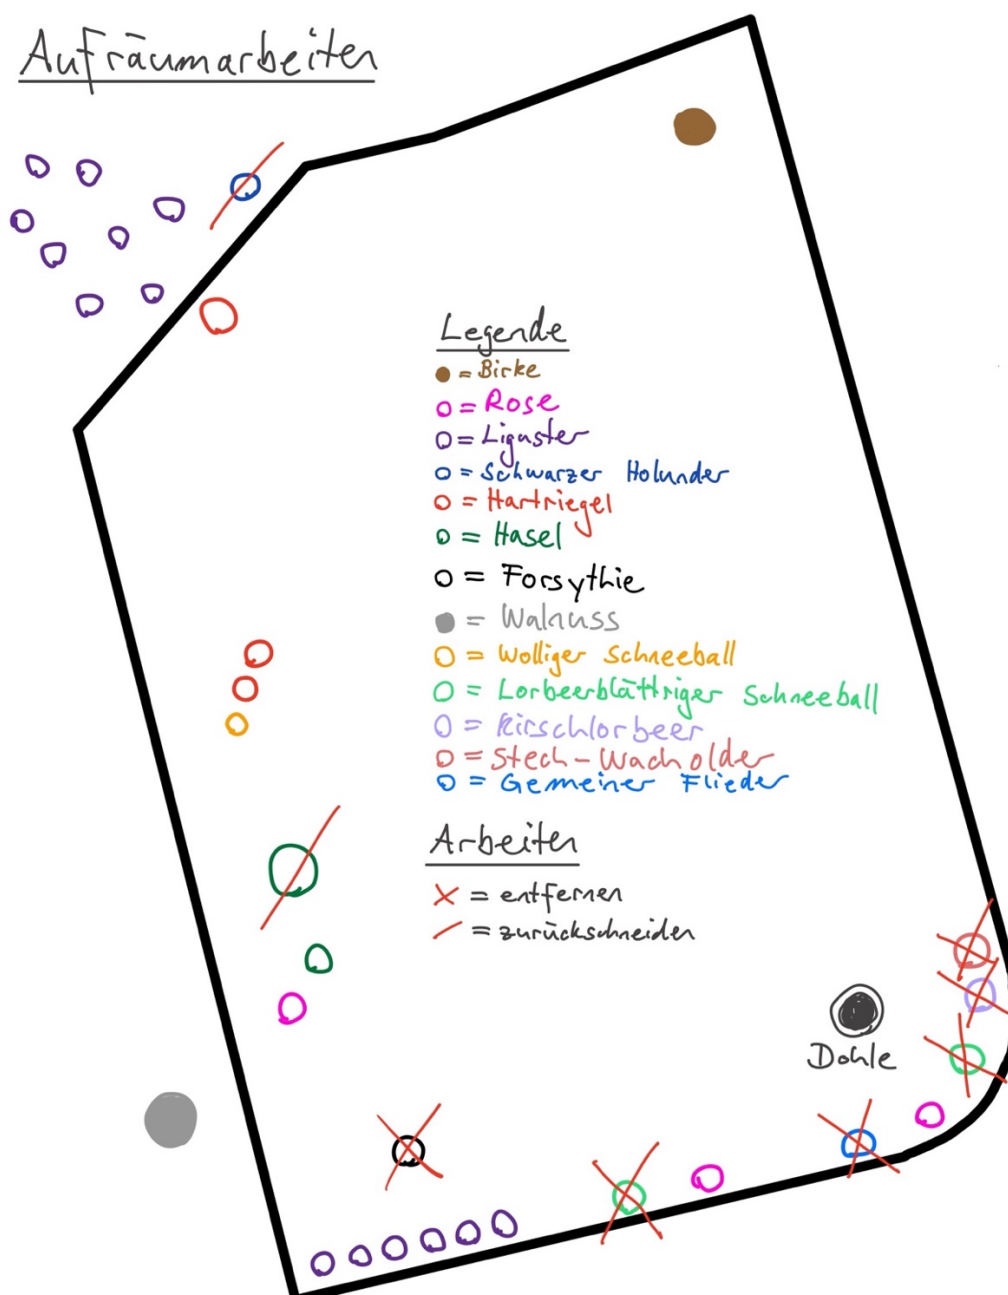 Aufräumarbeiten
Legende
= Birke
= Rose
= Liguster
= Schwarzer Holunder
= Hartriegel
= Hasel
= Forsythie
= Walnuss
= Wolliger Schneeball
= Lorbeerblättriger Schneeball
= Kirschlorbeer
= Stech-Wacholder
= Gemeiner Flieder
Arbeiten
= entfernen
= zurückschneiden
Dohle